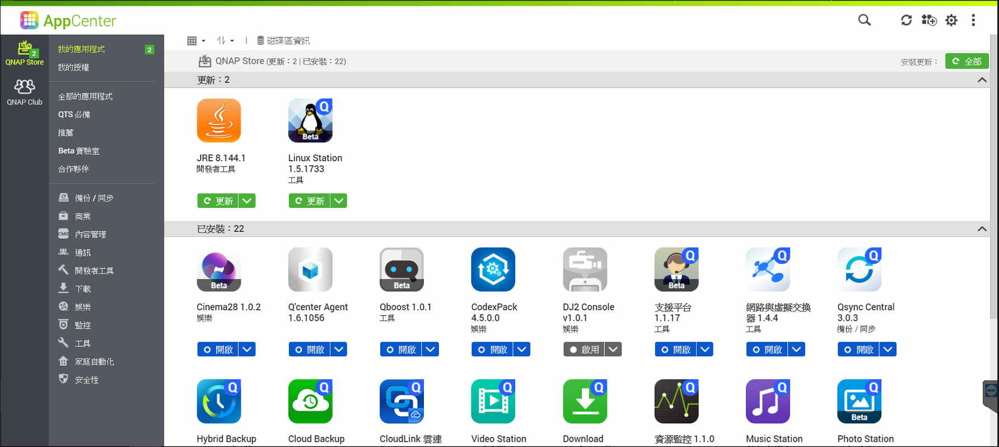 AppCenter
2
QNAP Store
QNAP Club
我的應用程式
2
我的授權
全部的應用程式
QTS 必備
推薦
Beta 實驗室
合作夥伴
備份 / 同步
商業
CMS 內容管理
通訊
開發者工具
下載
娛樂
監控
工具
家庭自動化
安全性
磁碟區資訊
QNAP Store (更新：2 | 已安裝：22)
安裝更新：
全部
更新：2
Q
Beta
JRE 8.144.1
開發者工具
Linux Station
1.5.1733
工具
更新
更新
已安裝：22
Beta
Beta
Q
Beta
Q
Q
Cinema28 1.0.2
娛樂
Q'center Agent
1.6.1056
Qboost 1.0.1
工具
CodexPack
4.5.0.0
娛樂
DJ2 Console
v1.0.1
娛樂
支援平台
1.1.17
工具
網路與虛擬交換
器 1.4.4
工具
Qsync Central
3.0.3
備份 / 同步
開啟
開啟
開啟
開啟
啟用
開啟
開啟
開啟
Q
Q
Q
Q
Q
Q
Q
Q
Beta
Hybrid Backup
Cloud Backup
CloudLink 雲連
Video Station
Download
資源監控 1.1.0
Music Station
Photo Station